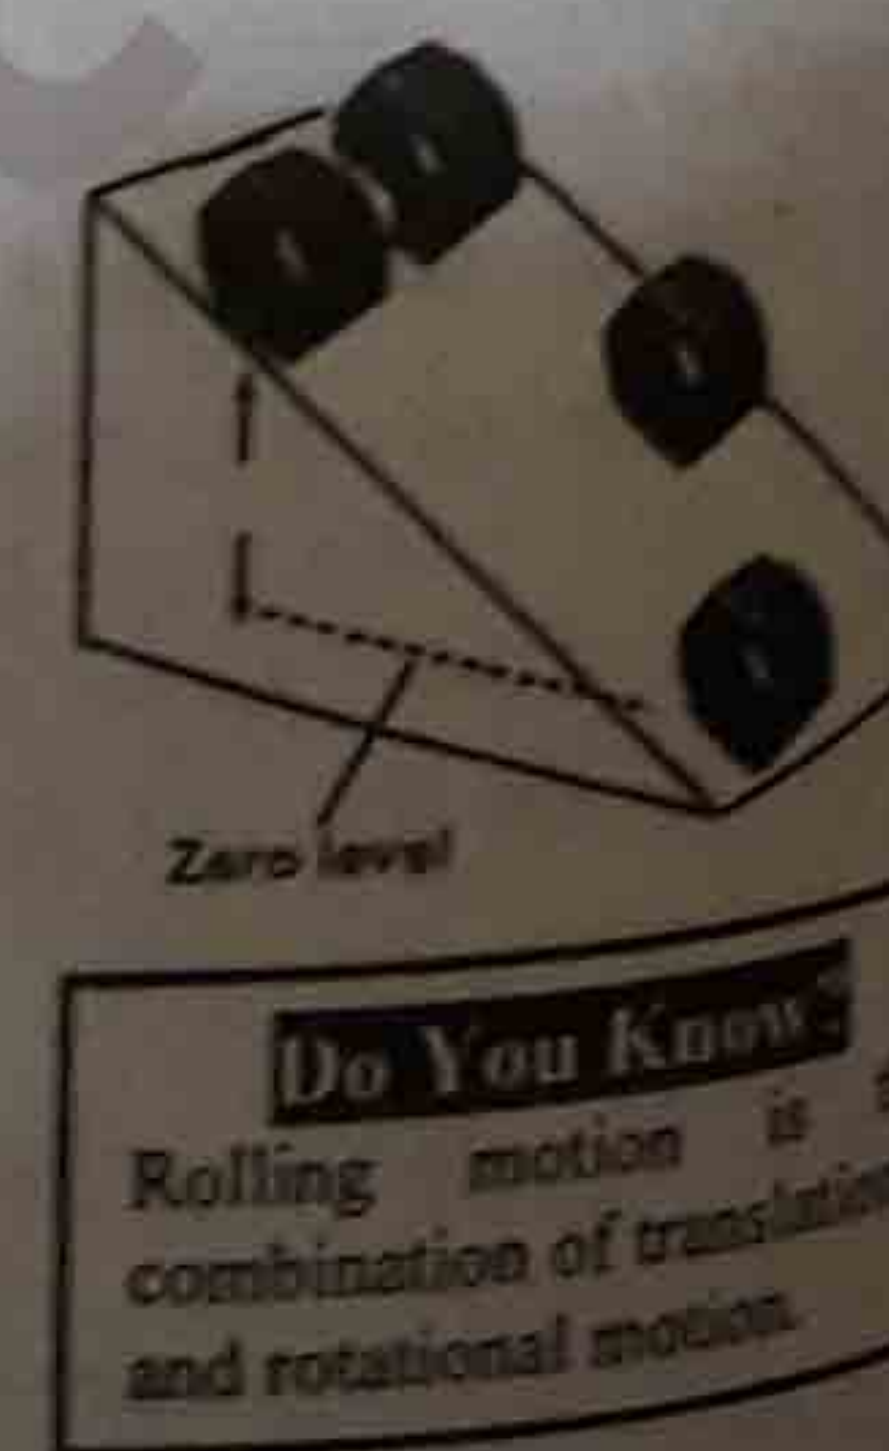 Zero level
Do You Know?
Rolling motion is
combination of
and rotational motion.